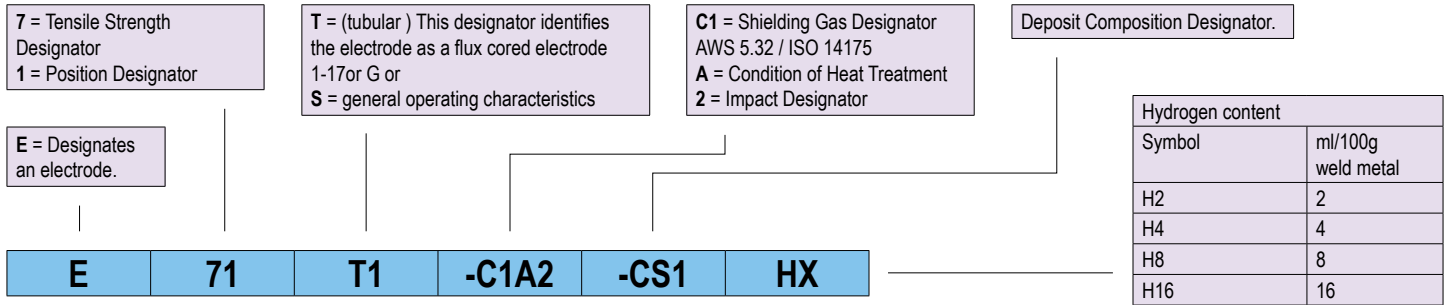 7 = Tensile Strength
Designator
1 = Position Designator
T = (tubular ) This designator identifies
the electrode as a flux cored electrode
1-17or G or
S = general operating characteristics
C1 = Shielding Gas Designator
AWS 5.32 / ISO 14175
A = Condition of Heat Treatment
2 = Impact Designator
Deposit Composition Designator.
E = Designates
an electrode.
Hydrogen content
Symbol ml/100g
weld metal
H2 2
H4 4
H8 8
H16 16
E 71 T1 -C1A2 -CS1 HX